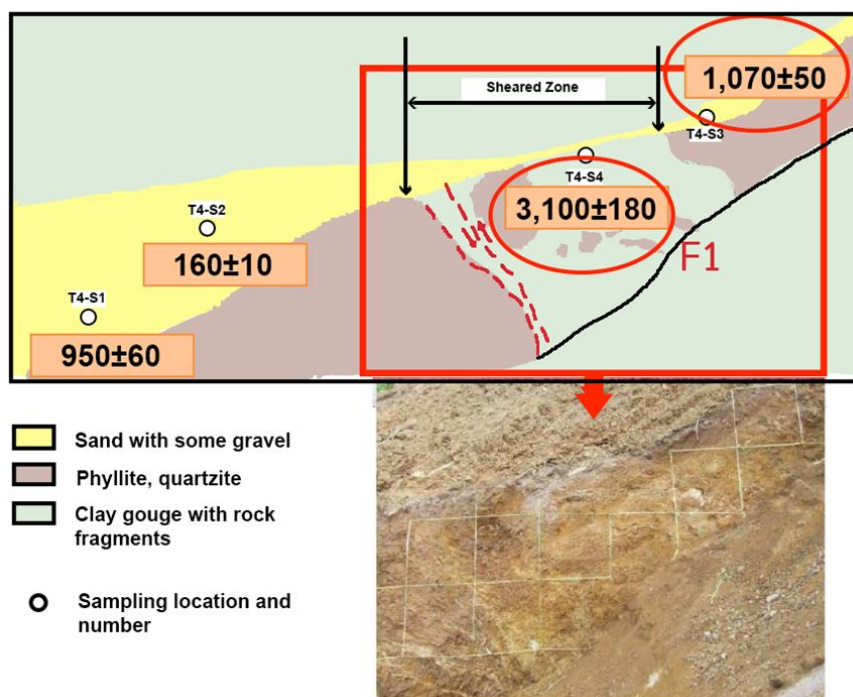 1,070±50
Sheared Zone
T4-S3
T4-S4
3,100±180
T4-S2
160±10
F1
T4-S1
950±60
Sand with some gravel
Phyllite, quartzite
Clay gouge with rock
fragments
Sampling location and
number